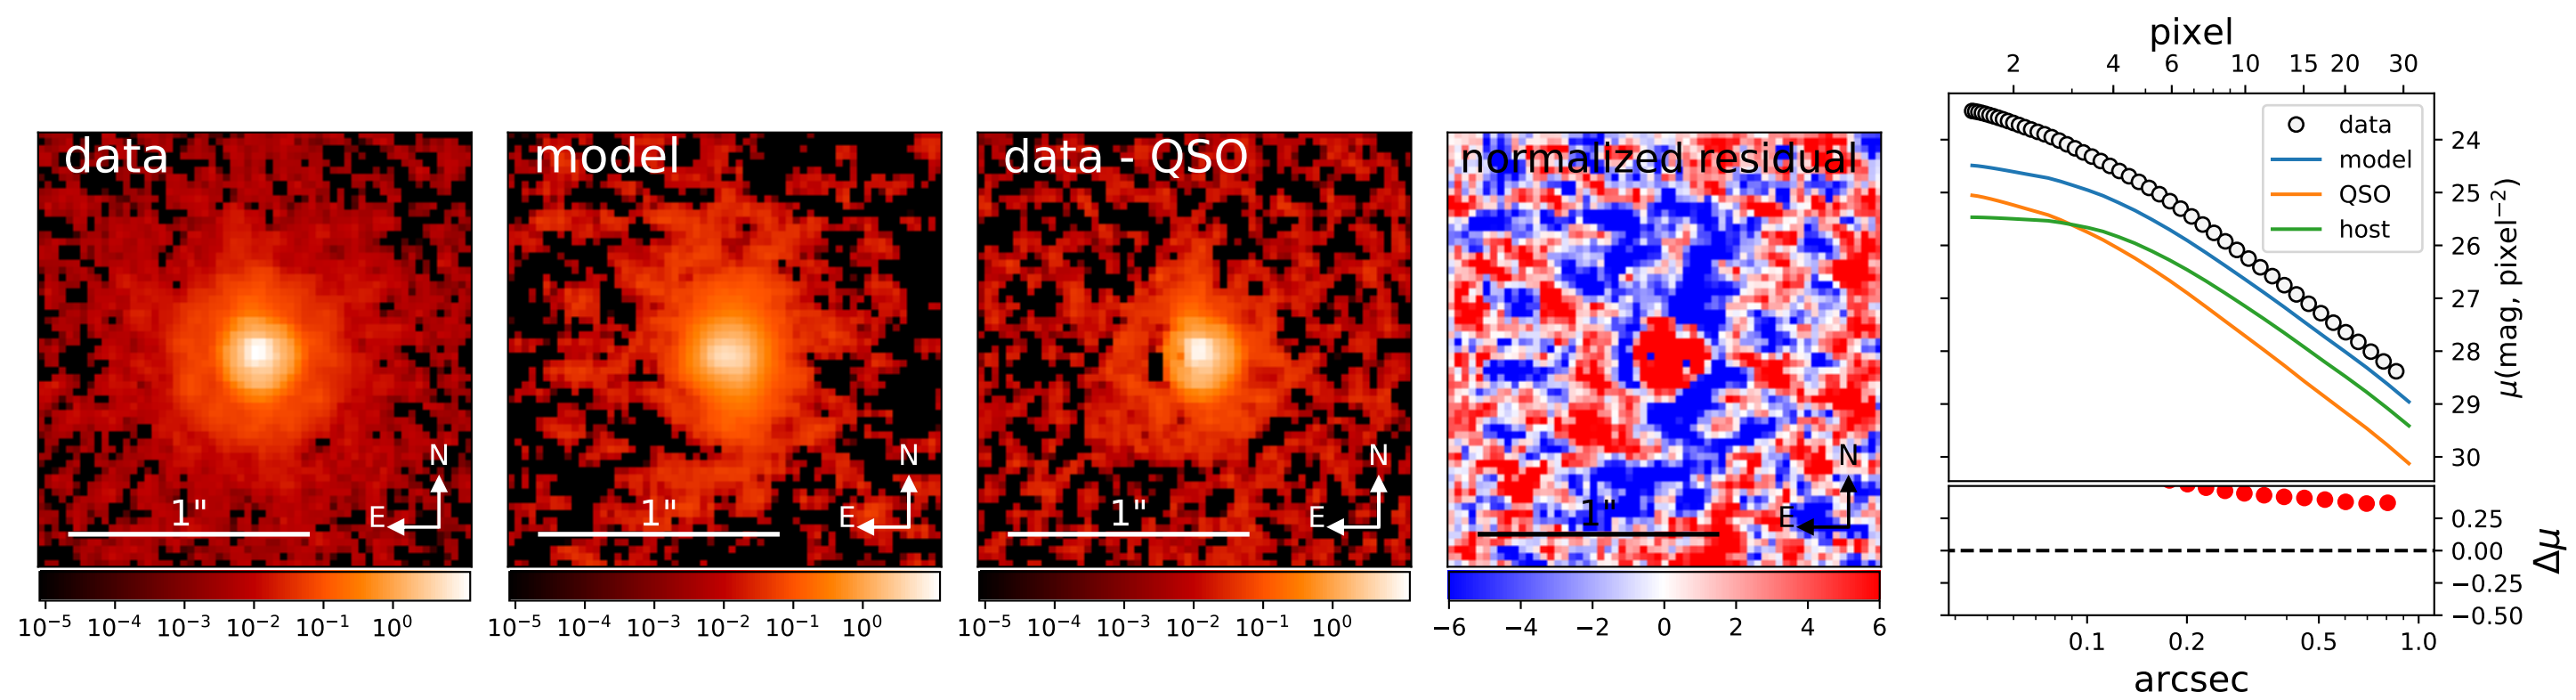 data
N
E
1"
10⁻⁵ 10⁻⁴ 10⁻³ 10⁻² 10⁻¹ 10⁰
model
N
E
1"
10⁻⁵ 10⁻⁴ 10⁻³ 10⁻² 10⁻¹ 10⁰
data - QSO
N
E
1"
10⁻⁵ 10⁻⁴ 10⁻³ 10⁻² 10⁻¹ 10⁰
normalized residual
N
E
1"
−6 −4 −2 0 2 4 6
pixel
2 4 6 10 15 20 30
data
model
QSO
host
24
25
26
27
28
29
30
μ(mag, pixel⁻²)
0.25
0.00
−0.25
−0.50
Δμ
0.1 0.2 0.5 1.0
arcsec